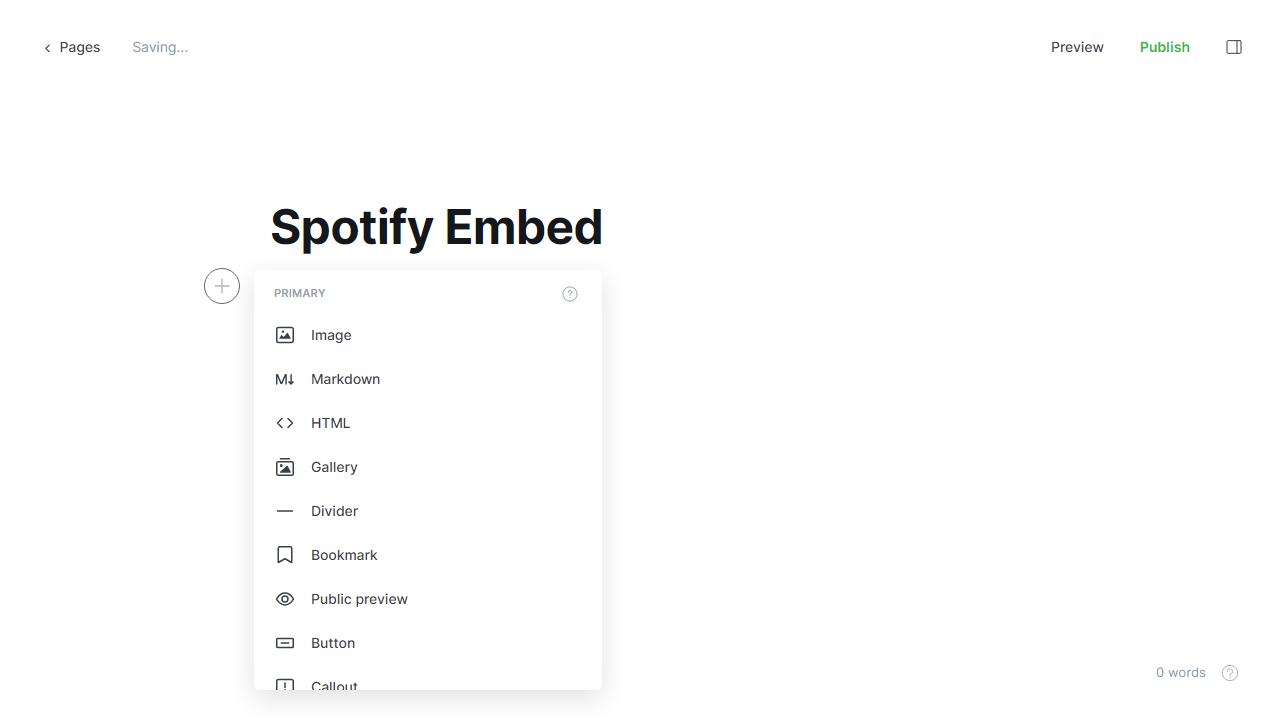 Pages
Saving...
Preview
Publish
Spotify Embed
PRIMARY
Image
Markdown
HTML
Gallery
Divider
Bookmark
Public preview
Button
Callout
0 words